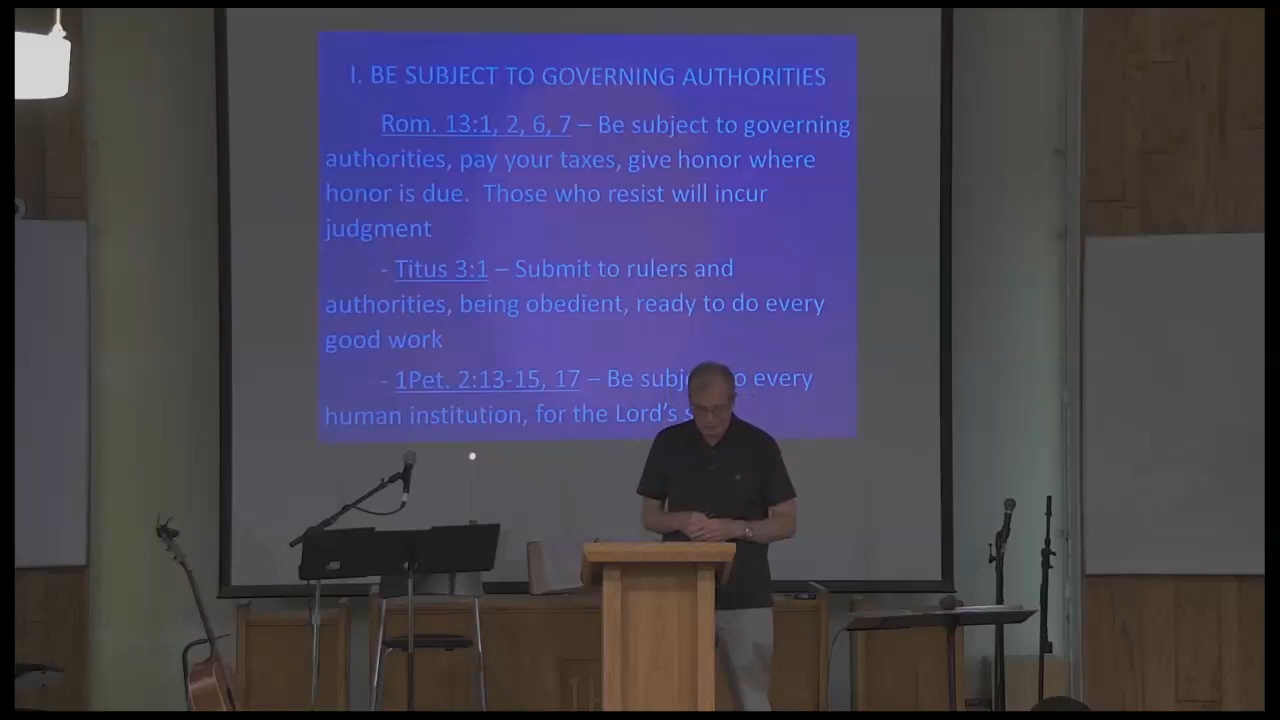 I. BE SUBJECT TO GOVERNING AUTHORITIES
Rom. 13:1, 2, 6, 7 – Be subject to governing
authorities, pay your taxes, give honor where
honor is due.  Those who resist will incur
judgment
- Titus 3:1 – Submit to rulers and
authorities, being obedient, ready to do every
good work
- 1Pet. 2:13-15, 17 – Be every
human institution, for the Lord's